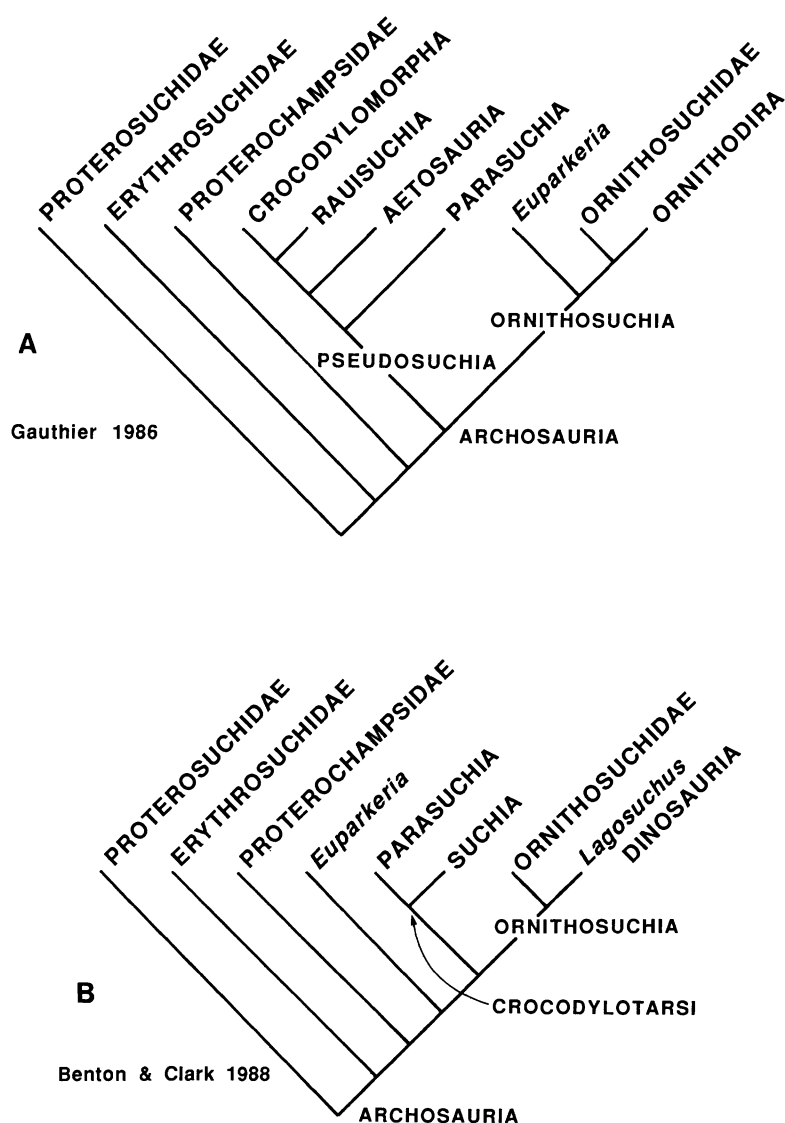 PROTEROSUCHIDAE
ERYTHROSUCHIDAE
PROTEROCHAMPSIDAE
CROCODYLOMORPHA
RAUISUCHIA
AETOSAURIA
PARASUCHIA
Euparkeria
ORNITHOSUCHIDAE
ORNITHODIRA
ORNITHOSUCHIA
A
PSEUDOSUCHIA
Gauthier 1986
ARCHOSAURIA
PROTEROSUCHIDAE
ERYTHROSUCHIDAE
PROTEROCHAMPSIDAE
Euparkeria
PARASUCHIA
SUCHIA
ORNITHOSUCHIDAE
Lagosuchus
DINOSAURIA
ORNITHOSUCHIA
B
CROCODYLOTARSI
Benton & Clark 1988
ARCHOSAURIA